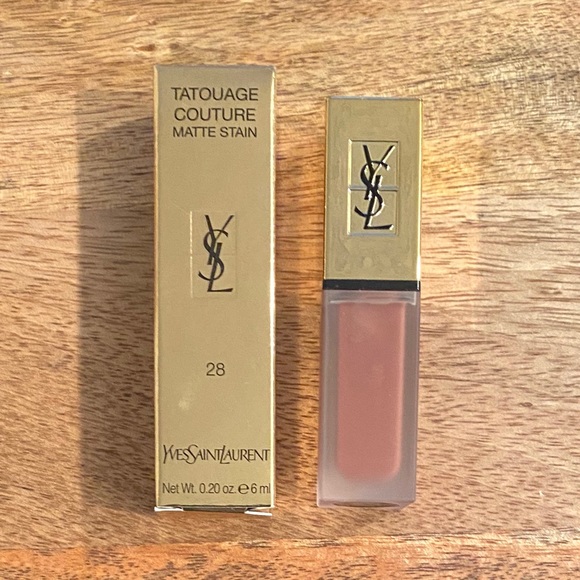 TATOUAGE
COUTURE
MATTE STAIN
YSL
28
YVESSAINTLAURENT
Net Wt. 0.20 oz. ℮ 6 ml
YSL